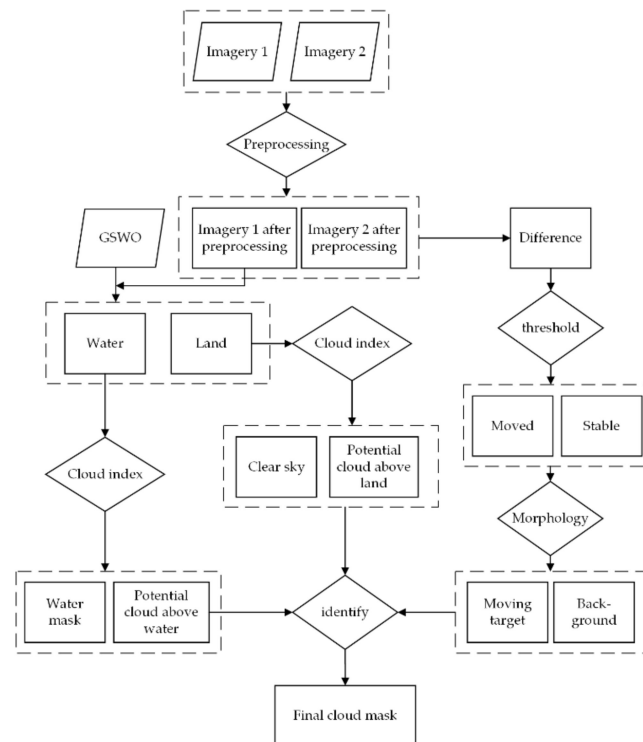 Imagery 1
Imagery 2
Preprocessing
GSWO
Imagery 1 after
preprocessing
Imagery 2 after
preprocessing
Difference
Water
Land
Cloud index
threshold
Cloud index
Clear sky
Potential
cloud above
land
Moved
Stable
Morphology
Water
mask
Potential
cloud above
water
identify
Moving
target
Back-
ground
Final cloud mask